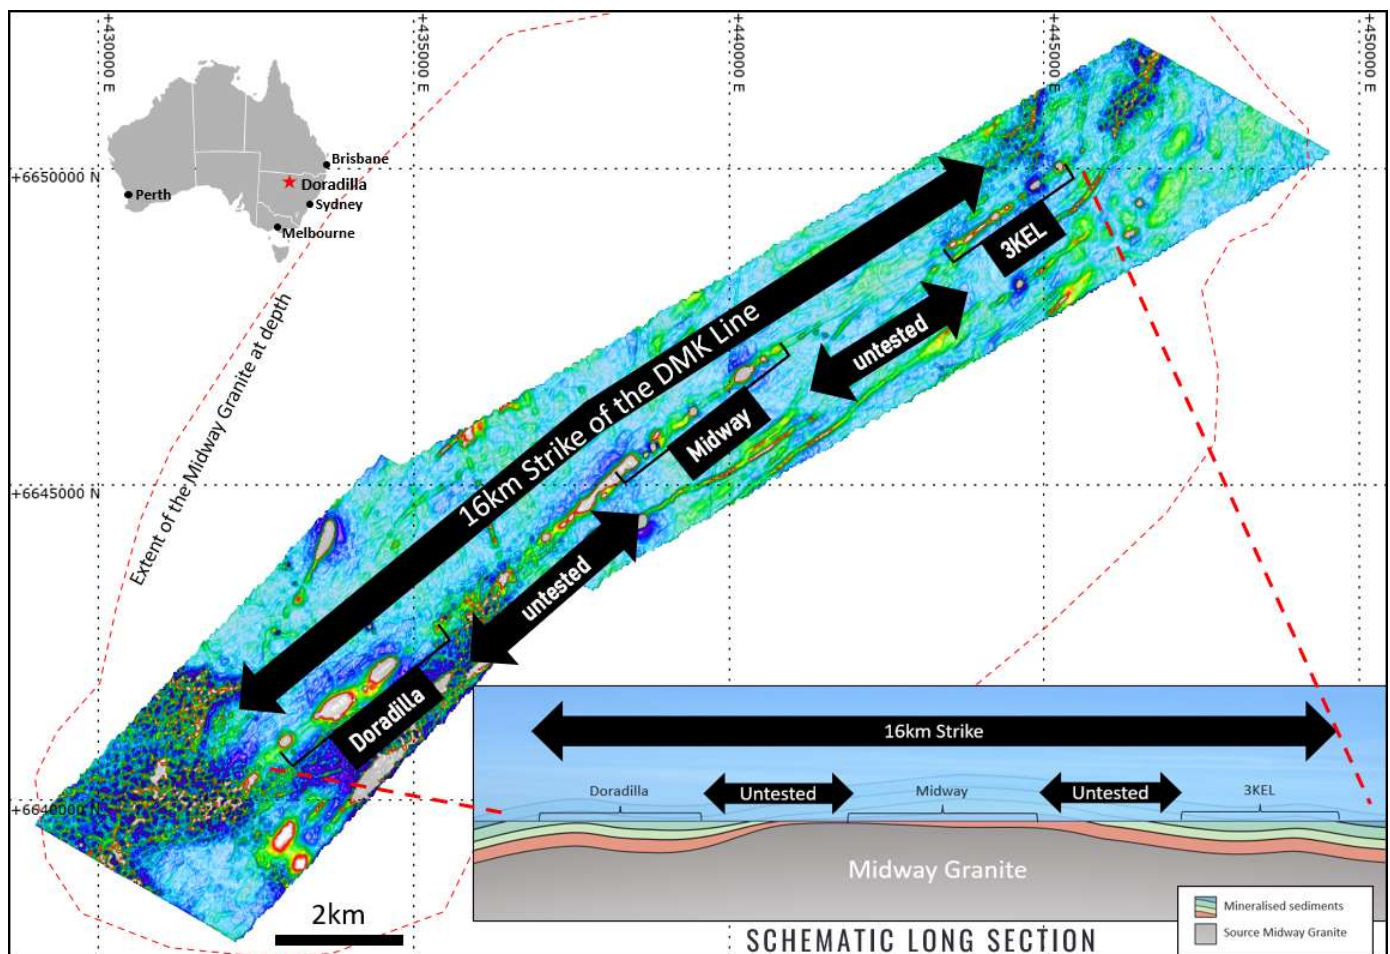 +430000 E
+435000 E
+440000 E
+445000 E
+450000 E
Brisbane
Doradilla
Perth
Sydney
Melbourne
+6650000 N
3KEL
Extent of the Midway Granite at depth
16km Strike of the DMK Line
untested
Midway
+6645000 N
untested
Doradilla
+6640000 N
2km
16km Strike
Doradilla
Untested
Midway
Untested
3KEL
Midway Granite
Mineralised sediments
Source Midway Granite
SCHEMATIC LONG SECTION